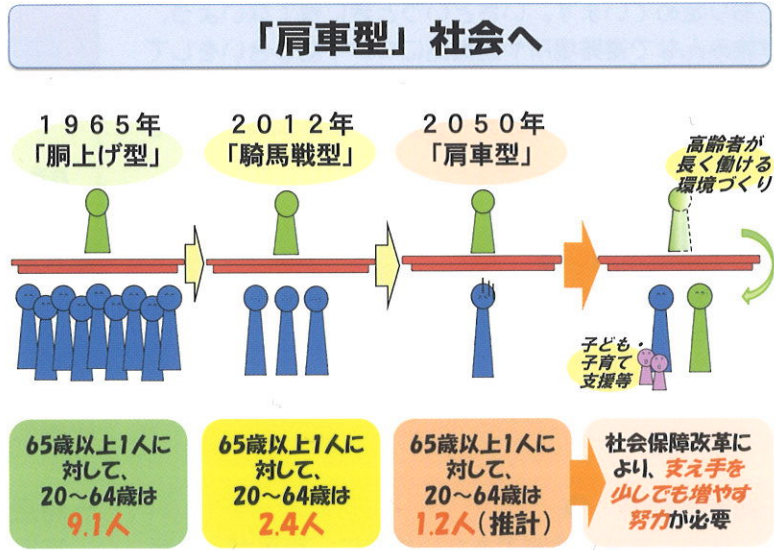 「肩車型」社会へ
1965年
「胴上げ型」
2012年
「騎馬戦型」
2050年
「肩車型」
高齢者が
長く働ける
環境づくり
子ども・
子育て
支援等
65歳以上1人に
対して、
20～64歳は
9.1人
65歳以上1人に
対して、
20～64歳は
2.4人
65歳以上1人に
対して、
20～64歳は
1.2人(推計)
社会保障改革に
より、支え手を
少しでも増やす
努力が必要